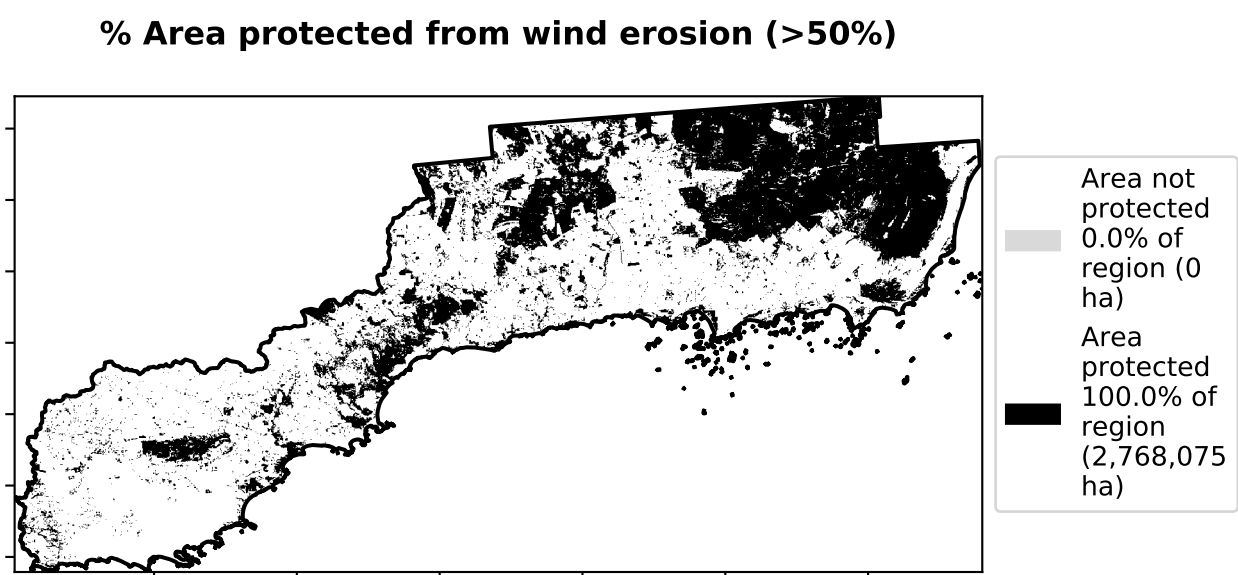 % Area protected from wind erosion (>50%)
Area not
protected
0.0% of
region (0
ha)
Area
protected
100.0% of
region
(2,768,075
ha)